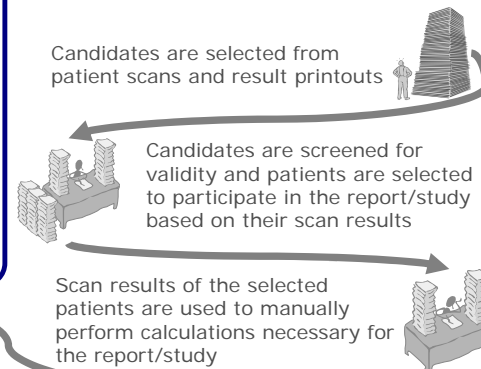 Candidates are selected from
patient scans and result printouts
Candidates are screened for
validity and patients are selected
to participate in the report/study
based on their scan results
Scan results of the selected
patients are used to manually
perform calculations necessary for
the report/study